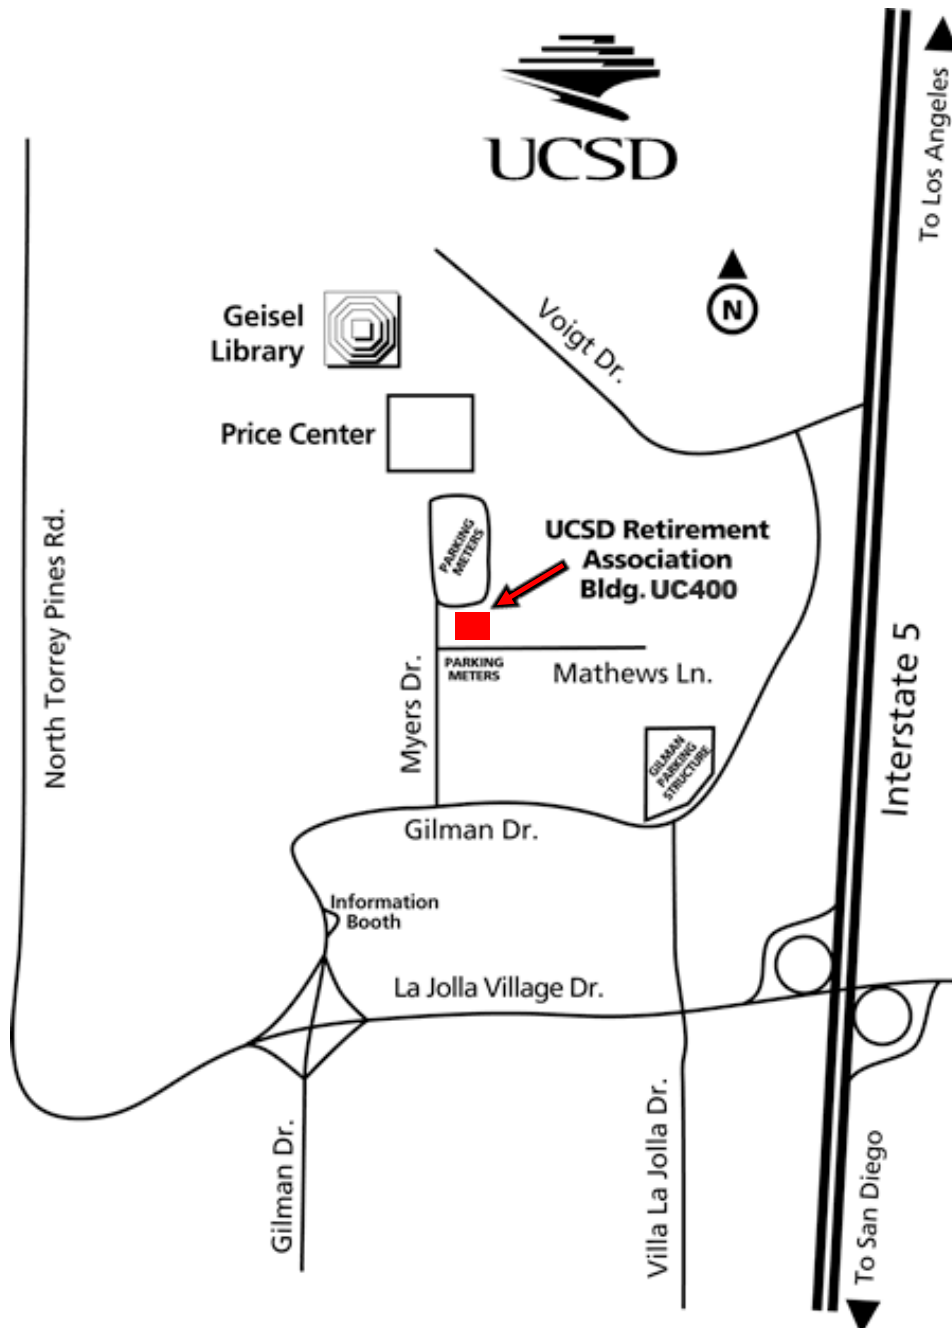 To Los Angeles
UCSD
N
Voigt Dr.
Geisel
Library
Price Center
PARKING
METERS
UCSD Retirement
Association
Bldg. UC400
North Torrey Pines Rd.
PARKING
METERS
Mathews Ln.
Myers Dr.
Interstate 5
GILMAN
PARKING
STRUCTURE
Gilman Dr.
Information
Booth
La Jolla Village Dr.
Gilman Dr.
Villa La Jolla Dr.
To San Diego